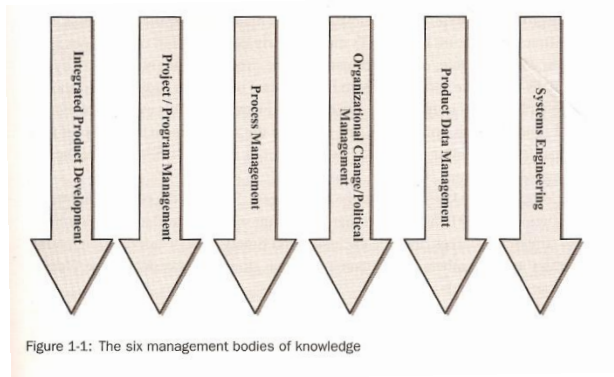 Integrated Product Development
Project / Program Management
Process Management
Organizational Change/Political
Management
Product Data Management
Systems Engineering
Figure 1-1: The six management bodies of knowledge